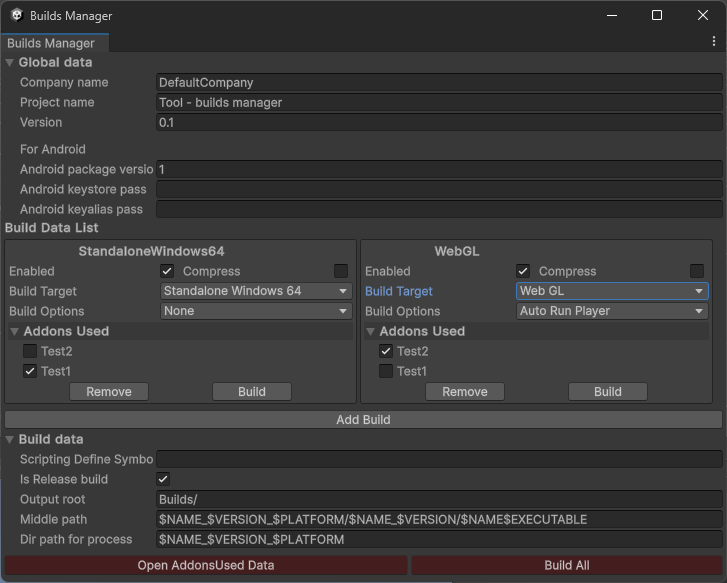 Builds Manager
Builds Manager
Global data
Company name DefaultCompany
Project name Tool - builds manager
Version 0.1
For Android
Android package versio 1
Android keystore pass
Android keyalias pass
Build Data List
StandaloneWindows64 WebGL
Enabled Compress Enabled Compress
Build Target Standalone Windows 64 Build Target Web GL
Build Options None Build Options Auto Run Player
Addons Used Addons Used
Test2 Test2
Test1 Test1
Remove Build Remove Build
Add Build
Build data
Scripting Define Symbo
Is Release build
Output root Builds/
Middle path $NAME_$VERSION_$PLATFORM/$NAME_$VERSION/$NAME$EXECUTABLE
Dir path for process $NAME_$VERSION_$PLATFORM
Open AddonsUsed Data Build All